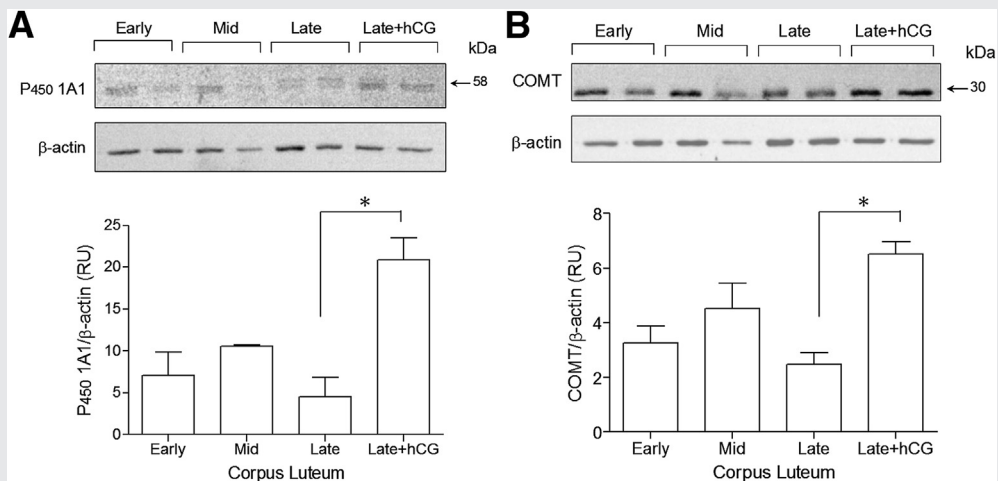 A
Early Mid Late Late+hCG
kDa
P450 1A1
58
β-actin
*
25
20
15
10
5
0
P450 1A1/β-actin (RU)
Early Mid Late Late+hCG
Corpus Luteum
B
Early Mid Late Late+hCG
kDa
COMT
30
β-actin
*
8
6
4
2
0
COMT/β-actin (RU)
Early Mid Late Late+hCG
Corpus Luteum